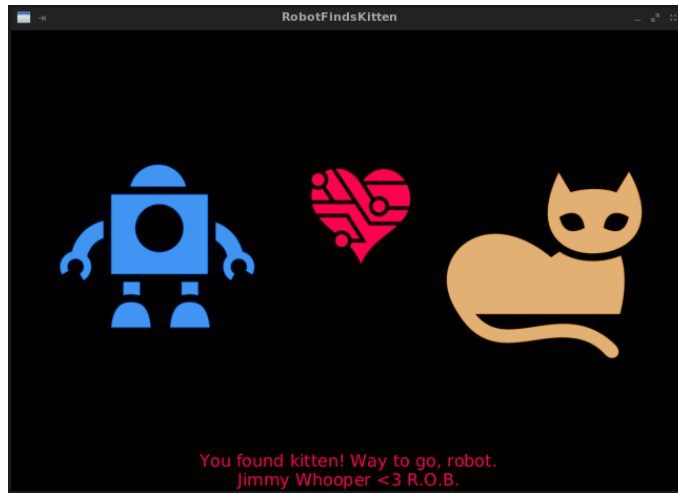 RobotFindsKitten
You found kitten! Way to go, robot.
Jimmy Whooper <3 R.O.B.